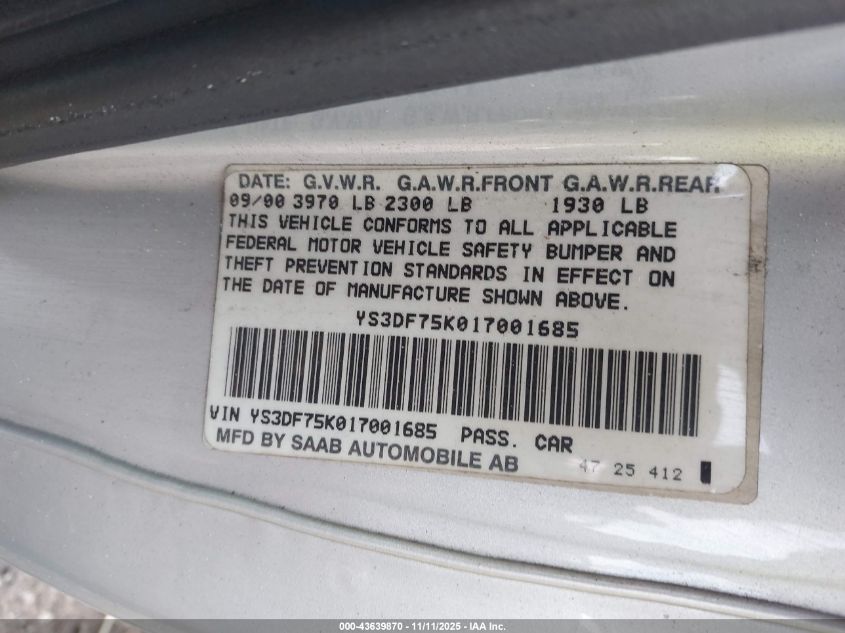 DATE: G.V.W.R. G.A.W.R.FRONT G.A.W.R.REAR
09/00 3970 LB 2300 LB 1930 LB
THIS VEHICLE CONFORMS TO ALL APPLICABLE
FEDERAL MOTOR VEHICLE SAFETY BUMPER AND
THEFT PREVENTION STANDARDS IN EFFECT ON
THE DATE OF MANUFACTURE SHOWN ABOVE.
YS3DF75K017001685
VIN YS3DF75K017001685 PASS. CAR
MFD BY SAAB AUTOMOBILE AB 47 25 412
000-43639870 - 11/11/2025 - IAA Inc.